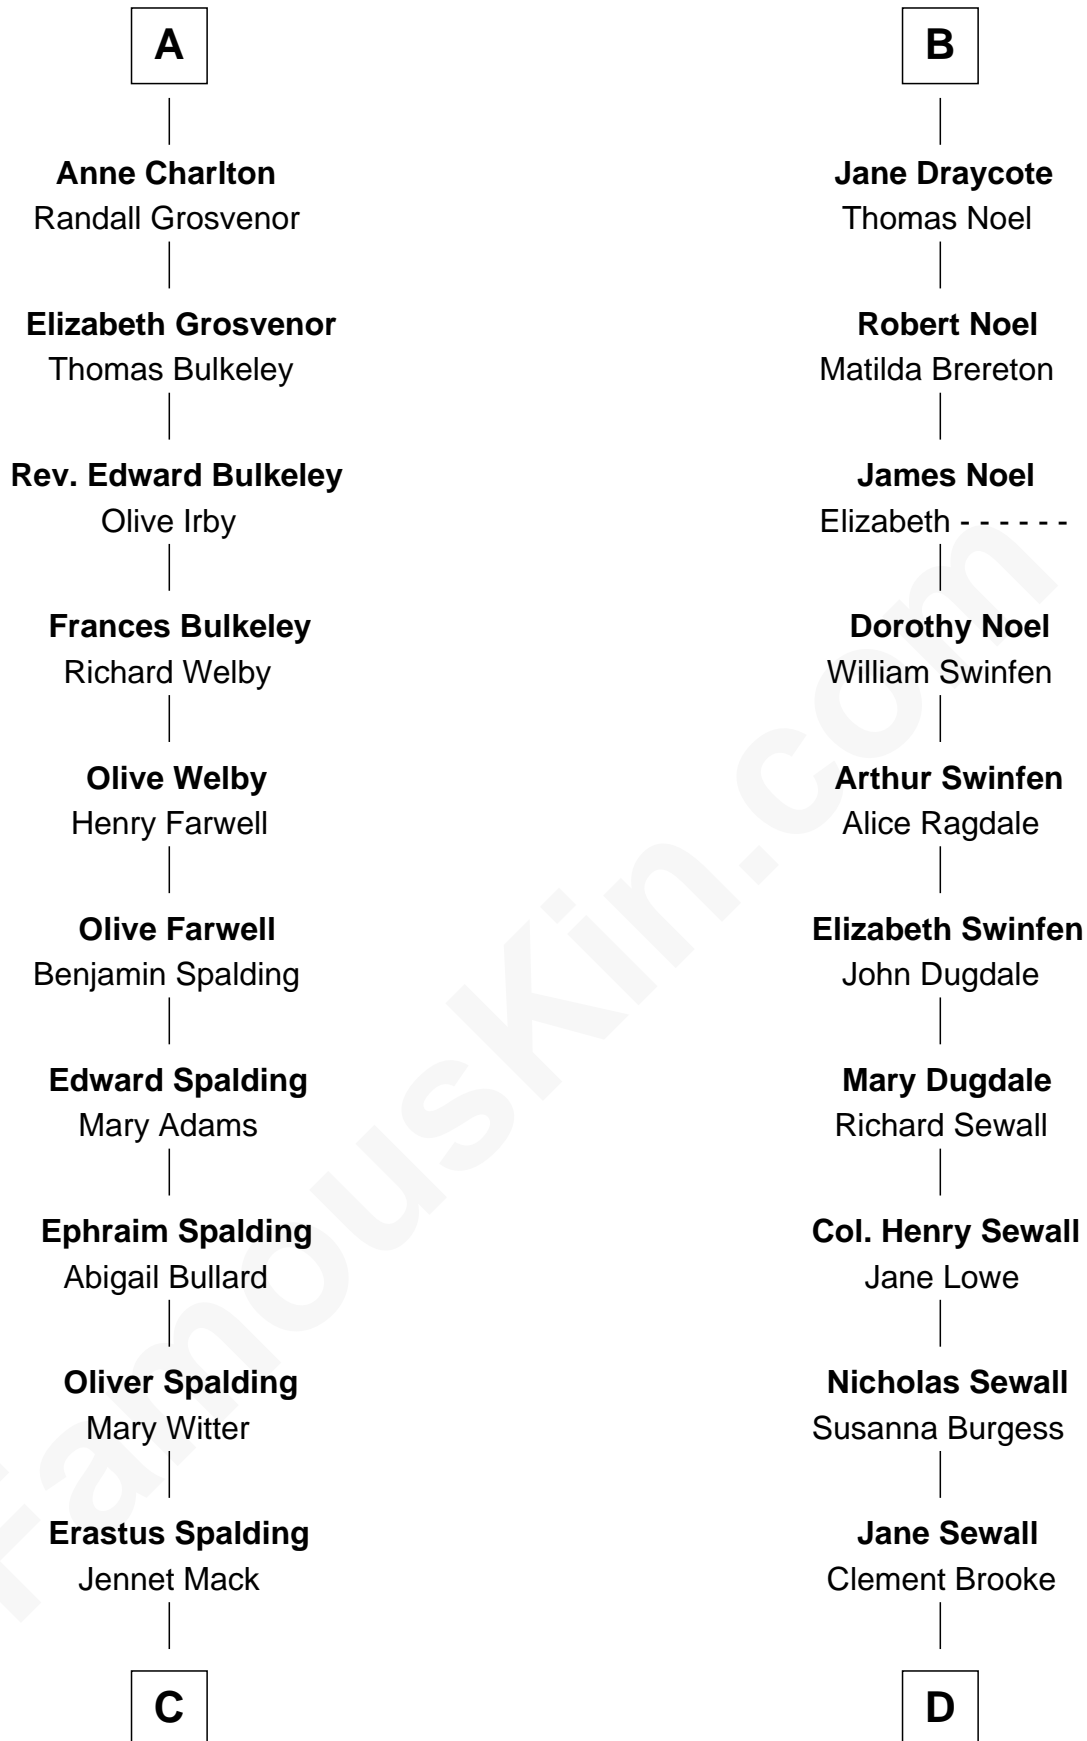 A
Anne Charlton
Randall Grosvenor
Elizabeth Grosvenor
Thomas Bulkeley
Rev. Edward Bulkeley
Olive Irby
Frances Bulkeley
Richard Welby
Olive Welby
Henry Farwell
Olive Farwell
Benjamin Spalding
Edward Spalding
Mary Adams
Ephraim Spalding
Abigail Bullard
Oliver Spalding
Mary Witter
Erastus Spalding
Jennet Mack
C
B
Jane Draycote
Thomas Noel
Robert Noel
Matilda Brereton
James Noel
Elizabeth - - - - - -
Dorothy Noel
William Swinfen
Arthur Swinfen
Alice Ragdale
Elizabeth Swinfen
John Dugdale
Mary Dugdale
Richard Sewall
Col. Henry Sewall
Jane Lowe
Nicholas Sewall
Susanna Burgess
Jane Sewall
Clement Brooke
D
FamousKin.com